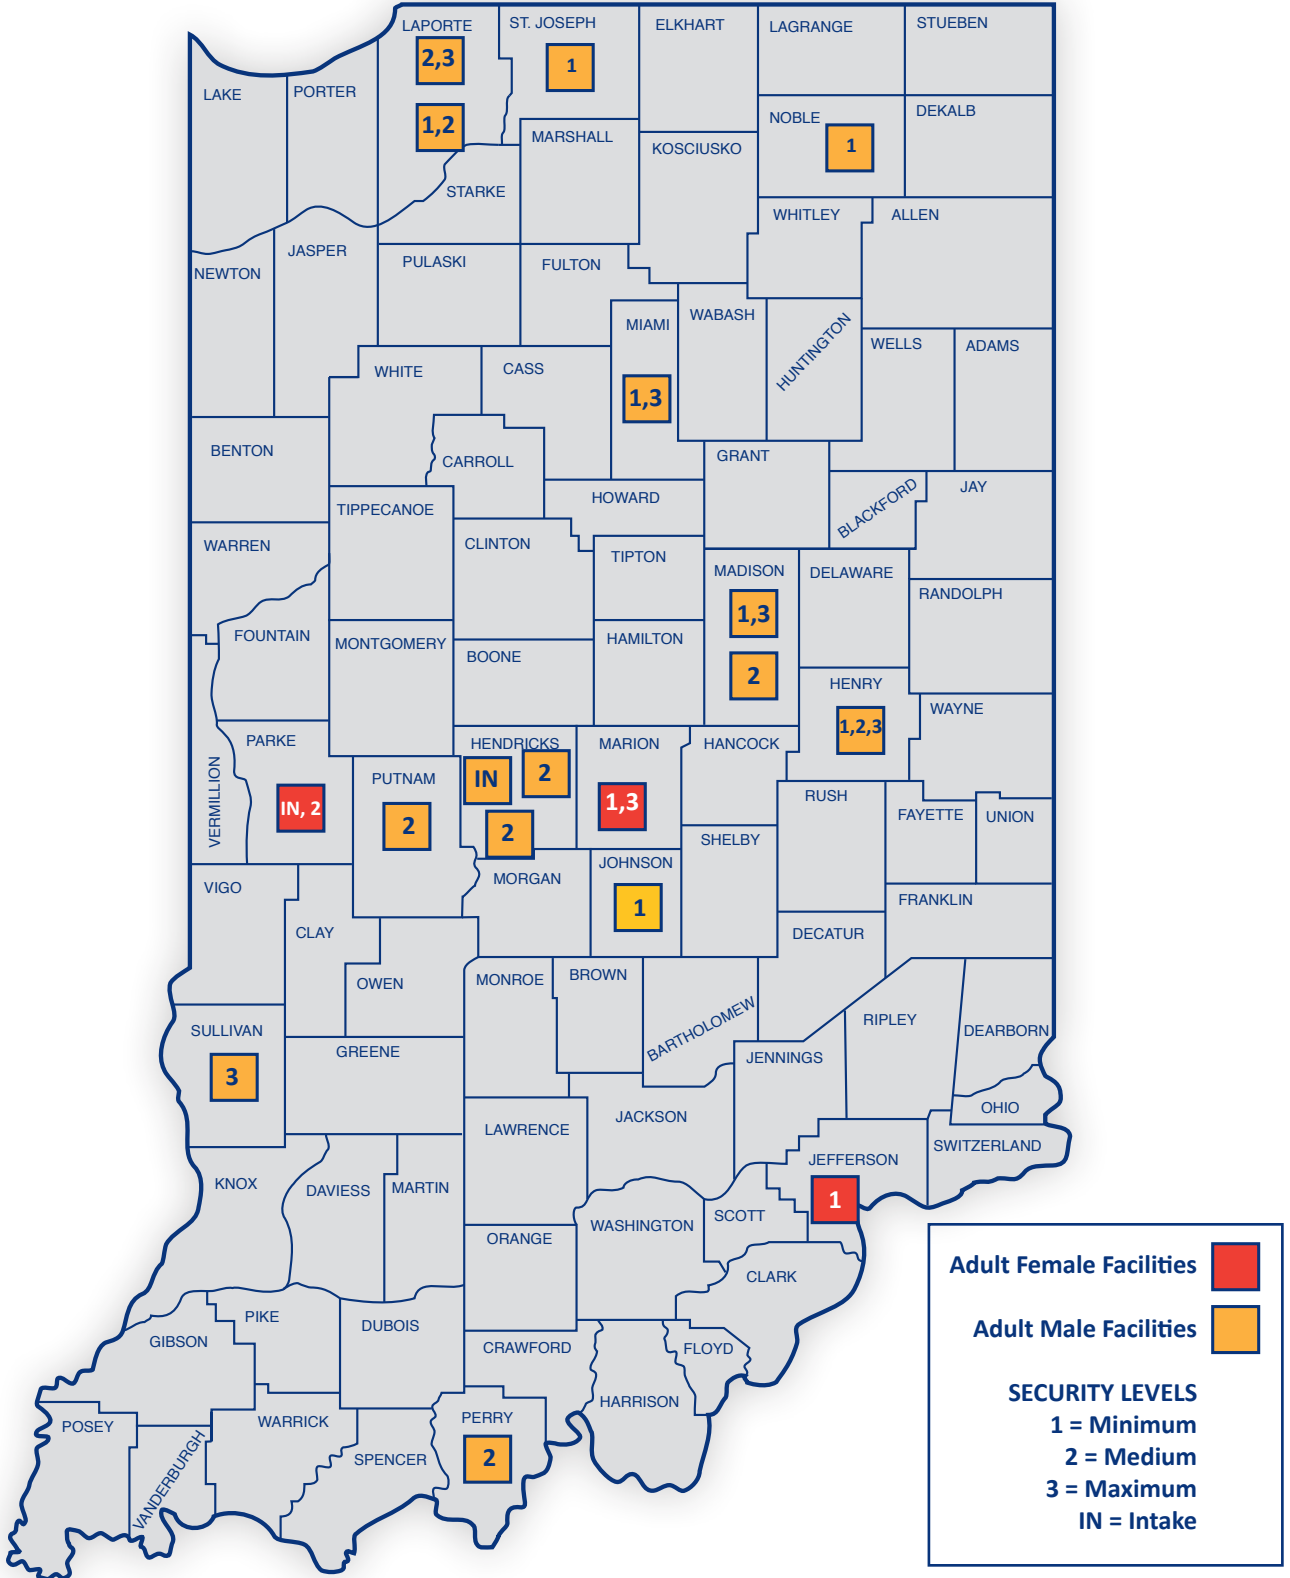 LAPORTE
ST. JOSEPH
ELKHART
LAGRANGE
STUEBEN
2,3
1
LAKE
PORTER
1,2
MARSHALL
KOSCIUSKO
NOBLE
1
DEKALB
STARKE
WHITLEY
ALLEN
NEWTON
JASPER
PULASKI
FULTON
MIAMI
WABASH
HUNTINGTON
WELLS
ADAMS
WHITE
CASS
1,3
BENTON
CARROLL
GRANT
TIPPECANOE
HOWARD
BLACKFORD
JAY
WARREN
CLINTON
TIPTON
MADISON
DELAWARE
RANDOLPH
1,3
FOUNTAIN
MONTGOMERY
BOONE
HAMILTON
2
HENRY
1,2,3
WAYNE
PARKE
HENDRICKS
MARION
HANCOCK
VERMILLION
IN, 2
PUTNAM
2
IN
2
2
1,3
RUSH
FAYETTE
UNION
SHELBY
VIGO
MORGAN
JOHNSON
1
FRANKLIN
CLAY
DECATUR
OWEN
MONROE
BROWN
BARTHOLOMEW
RIPLEY
DEARBORN
SULLIVAN
3
GREENE
JENNINGS
OHIO
LAWRENCE
JACKSON
SWITZERLAND
JEFFERSON
1
KNOX
DAVIESS
MARTIN
WASHINGTON
SCOTT
ORANGE
CLARK
PIKE
DUBOIS
GIBSON
CRAWFORD
FLOYD
HARRISON
POSEY
VANDERBURGH
WARRICK
SPENCER
PERRY
2
Adult Female Facilities
Adult Male Facilities
SECURITY LEVELS
1 = Minimum
2 = Medium
3 = Maximum
IN = Intake